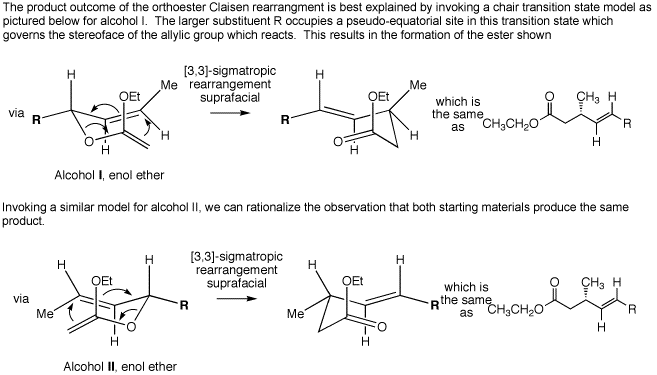 The product outcome of the orthoester Claisen rearrangment is best explained by invoking a chair transition state model as
pictured below for alcohol I. The larger substituent R occupies a pseudo-equatorial site in this transition state which
governs the stereoface of the allylic group which reacts. This results in the formation of the ester shown
H
OEt
Me
via
R
O
H
H
[3,3]-sigmatropic
rearrangement
suprafacial
H
OEt
Me
R
O
H
H
which is
the same
as
O
CH3
H
CH3CH2O
R
H
Alcohol I, enol ether
Invoking a similar model for alcohol II, we can rationalize the observation that both starting materials produce the same
product.
H
H
OEt
via
Me
R
O
H
[3,3]-sigmatropic
rearrangement
suprafacial
H
H
OEt
Me
R
O
H
which is
the same
as
O
CH3
H
CH3CH2O
R
H
Alcohol II, enol ether